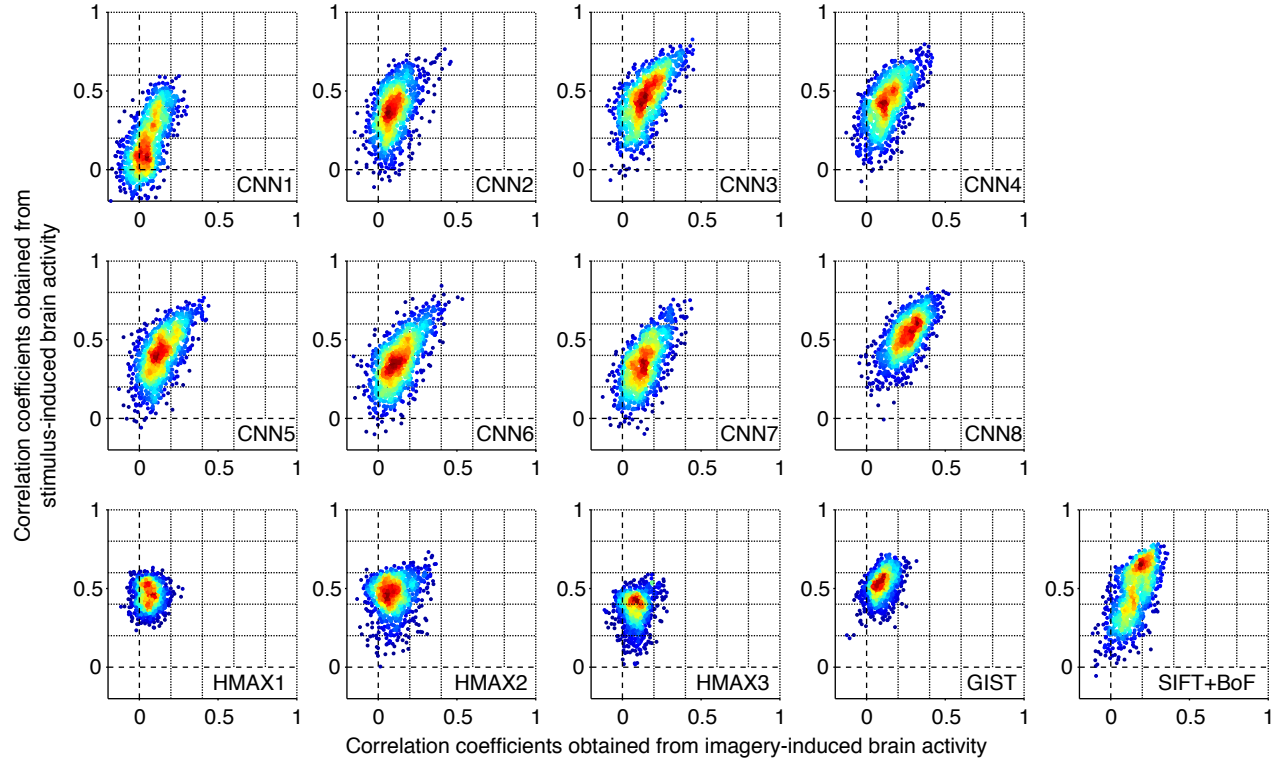 Correlation coefficients obtained from
stimulus-induced brain activity
1
0.5
0
CNN1
0 0.5 1
1
0.5
0
CNN2
0 0.5 1
1
0.5
0
CNN3
0 0.5 1
1
0.5
0
CNN4
0 0.5 1
1
0.5
0
CNN5
0 0.5 1
1
0.5
0
CNN6
0 0.5 1
1
0.5
0
CNN7
0 0.5 1
1
0.5
0
CNN8
0 0.5 1
1
0.5
0
HMAX1
0 0.5 1
1
0.5
0
HMAX2
0 0.5 1
1
0.5
0
HMAX3
0 0.5 1
1
0.5
0
GIST
0 0.5 1
1
0.5
0
SIFT+BoF
0 0.5 1
Correlation coefficients obtained from imagery-induced brain activity